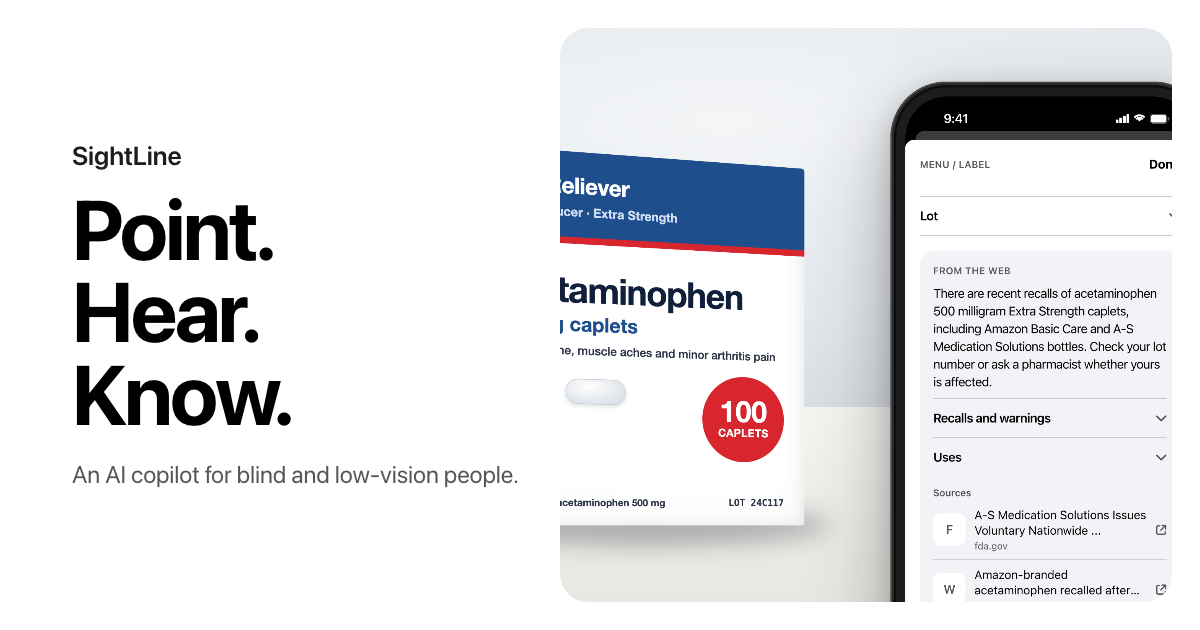 SightLine
Point.
Hear.
Know.
An AI copilot for blind and low-vision people.
eliever
ucer · Extra Strength
taminophen
g caplets
ne, muscle aches and minor arthritis pain
100
CAPLETS
acetaminophen 500 mg
LOT 24C117
9:41
MENU / LABEL
Don
Lot
FROM THE WEB
There are recent recalls of acetaminophen
500 milligram Extra Strength caplets,
including Amazon Basic Care and A-S
Medication Solutions bottles. Check your lot
number or ask a pharmacist whether yours
is affected.
Recalls and warnings
Uses
Sources
F
A-S Medication Solutions Issues
Voluntary Nationwide ...
fda.gov
W
Amazon-branded
acetaminophen recalled after...